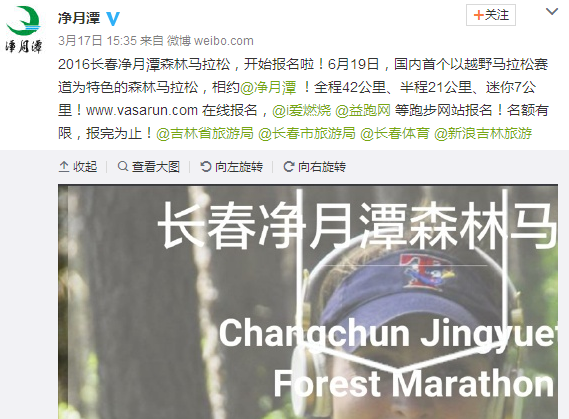 净月潭
净月潭
+关注
3月17日 15:35 来自 微博 weibo.com
2016长春净月潭森林马拉松，开始报名啦！6月19日，国内首个以越野马拉松赛
道为特色的森林马拉松，相约@净月潭 ！全程42公里、半程21公里、迷你7公
里！www.vasarun.com 在线报名，@i爱燃烧 @益跑网 等跑步网站报名！名额有
限，报完为止！@吉林省旅游局 @长春市旅游局 @长春体育 @新浪吉林旅游
收起
查看大图
向左旋转
向右旋转
长春净月潭森林马
T
Changchun Jingyuet
Forest Marathon